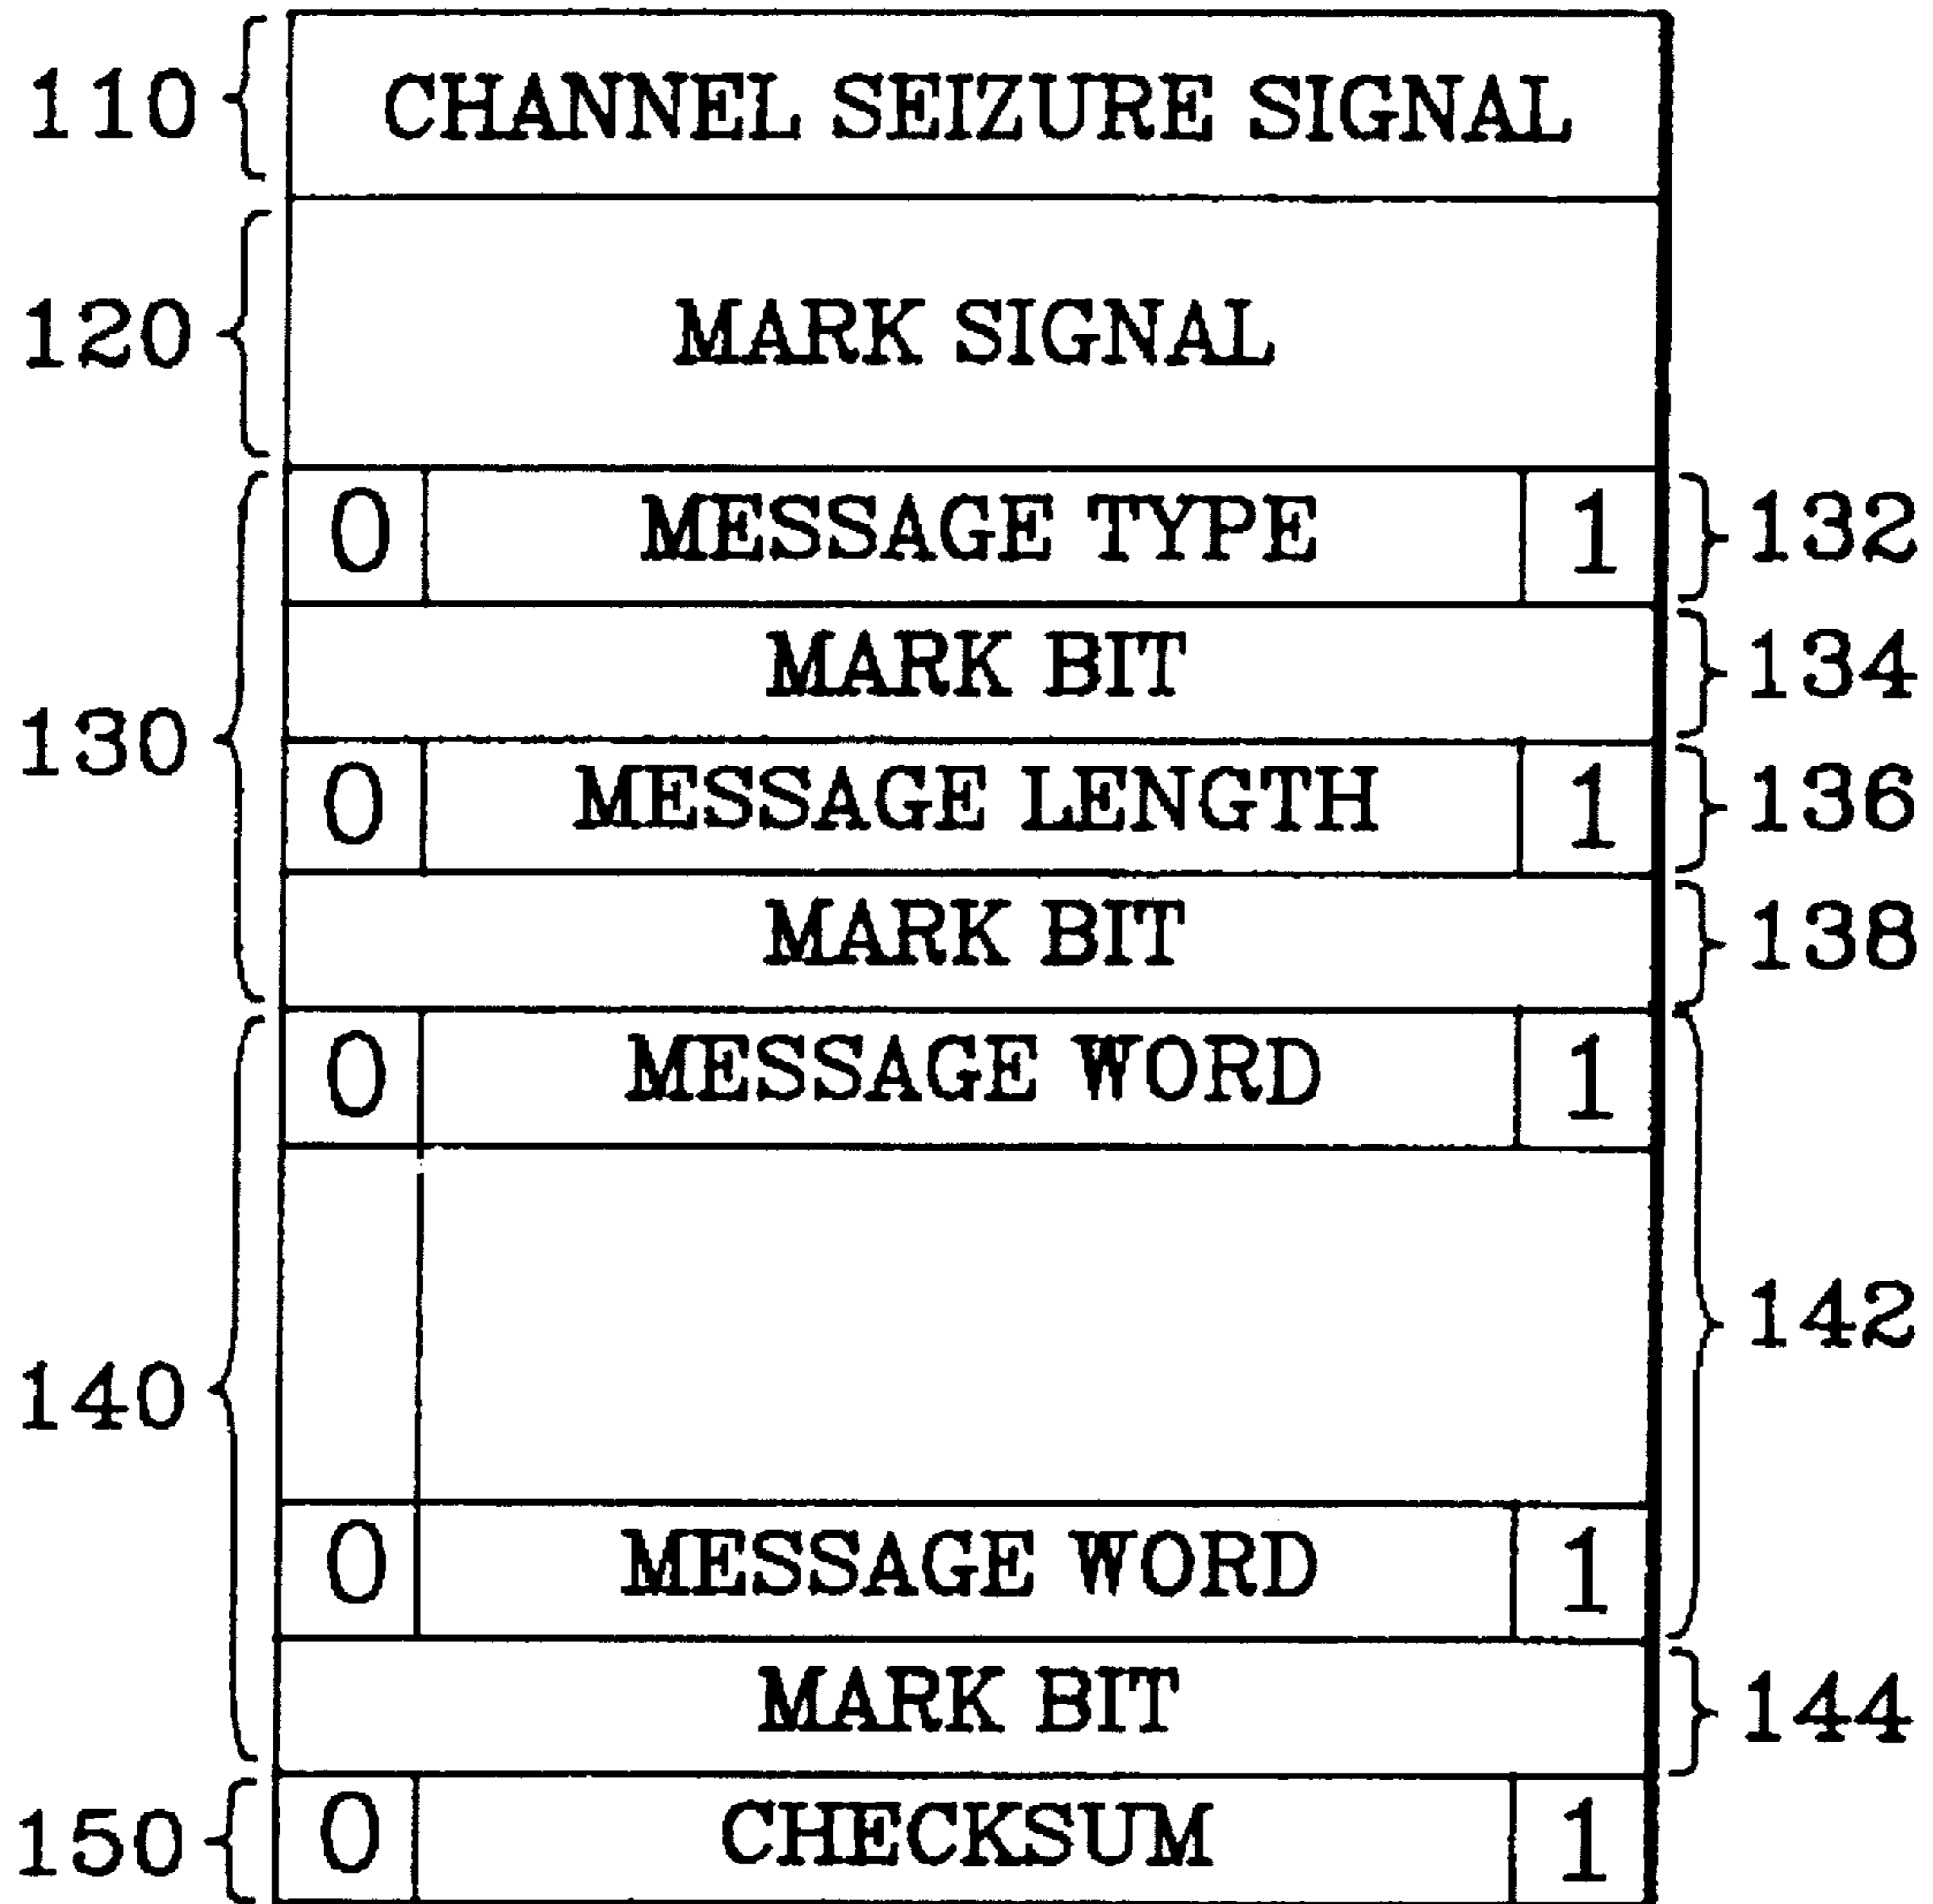 110 CHANNEL SEIZURE SIGNAL
120 MARK SIGNAL
0 MESSAGE TYPE 1 132
MARK BIT 134
130
0 MESSAGE LENGTH 1 136
MARK BIT 138
0 MESSAGE WORD 1
142
140
0 MESSAGE WORD 1
MARK BIT 144
150 0 CHECKSUM 1